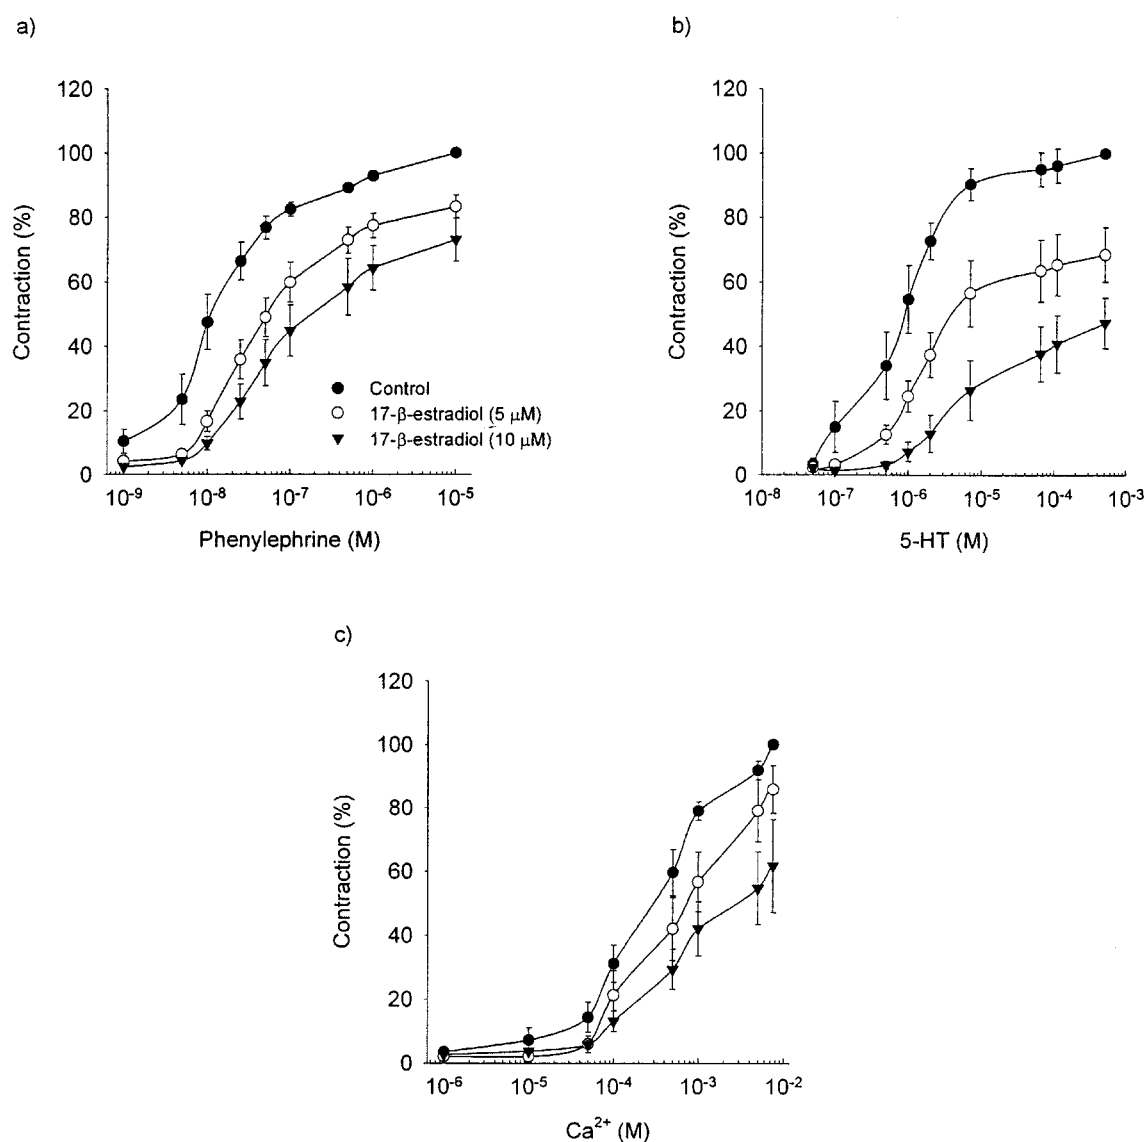 a)
120
100
80
60
40
20
0
Contraction (%)
10⁻⁹ 10⁻⁸ 10⁻⁷ 10⁻⁶ 10⁻⁵
Phenylephrine (M)
Control
17-β-estradiol (5 μM)
17-β-estradiol (10 μM)
b)
120
100
80
60
40
20
0
Contraction (%)
10⁻⁸ 10⁻⁷ 10⁻⁶ 10⁻⁵ 10⁻⁴ 10⁻³
5-HT (M)
c)
120
100
80
60
40
20
0
Contraction (%)
10⁻⁶ 10⁻⁵ 10⁻⁴ 10⁻³ 10⁻²
Ca²⁺ (M)